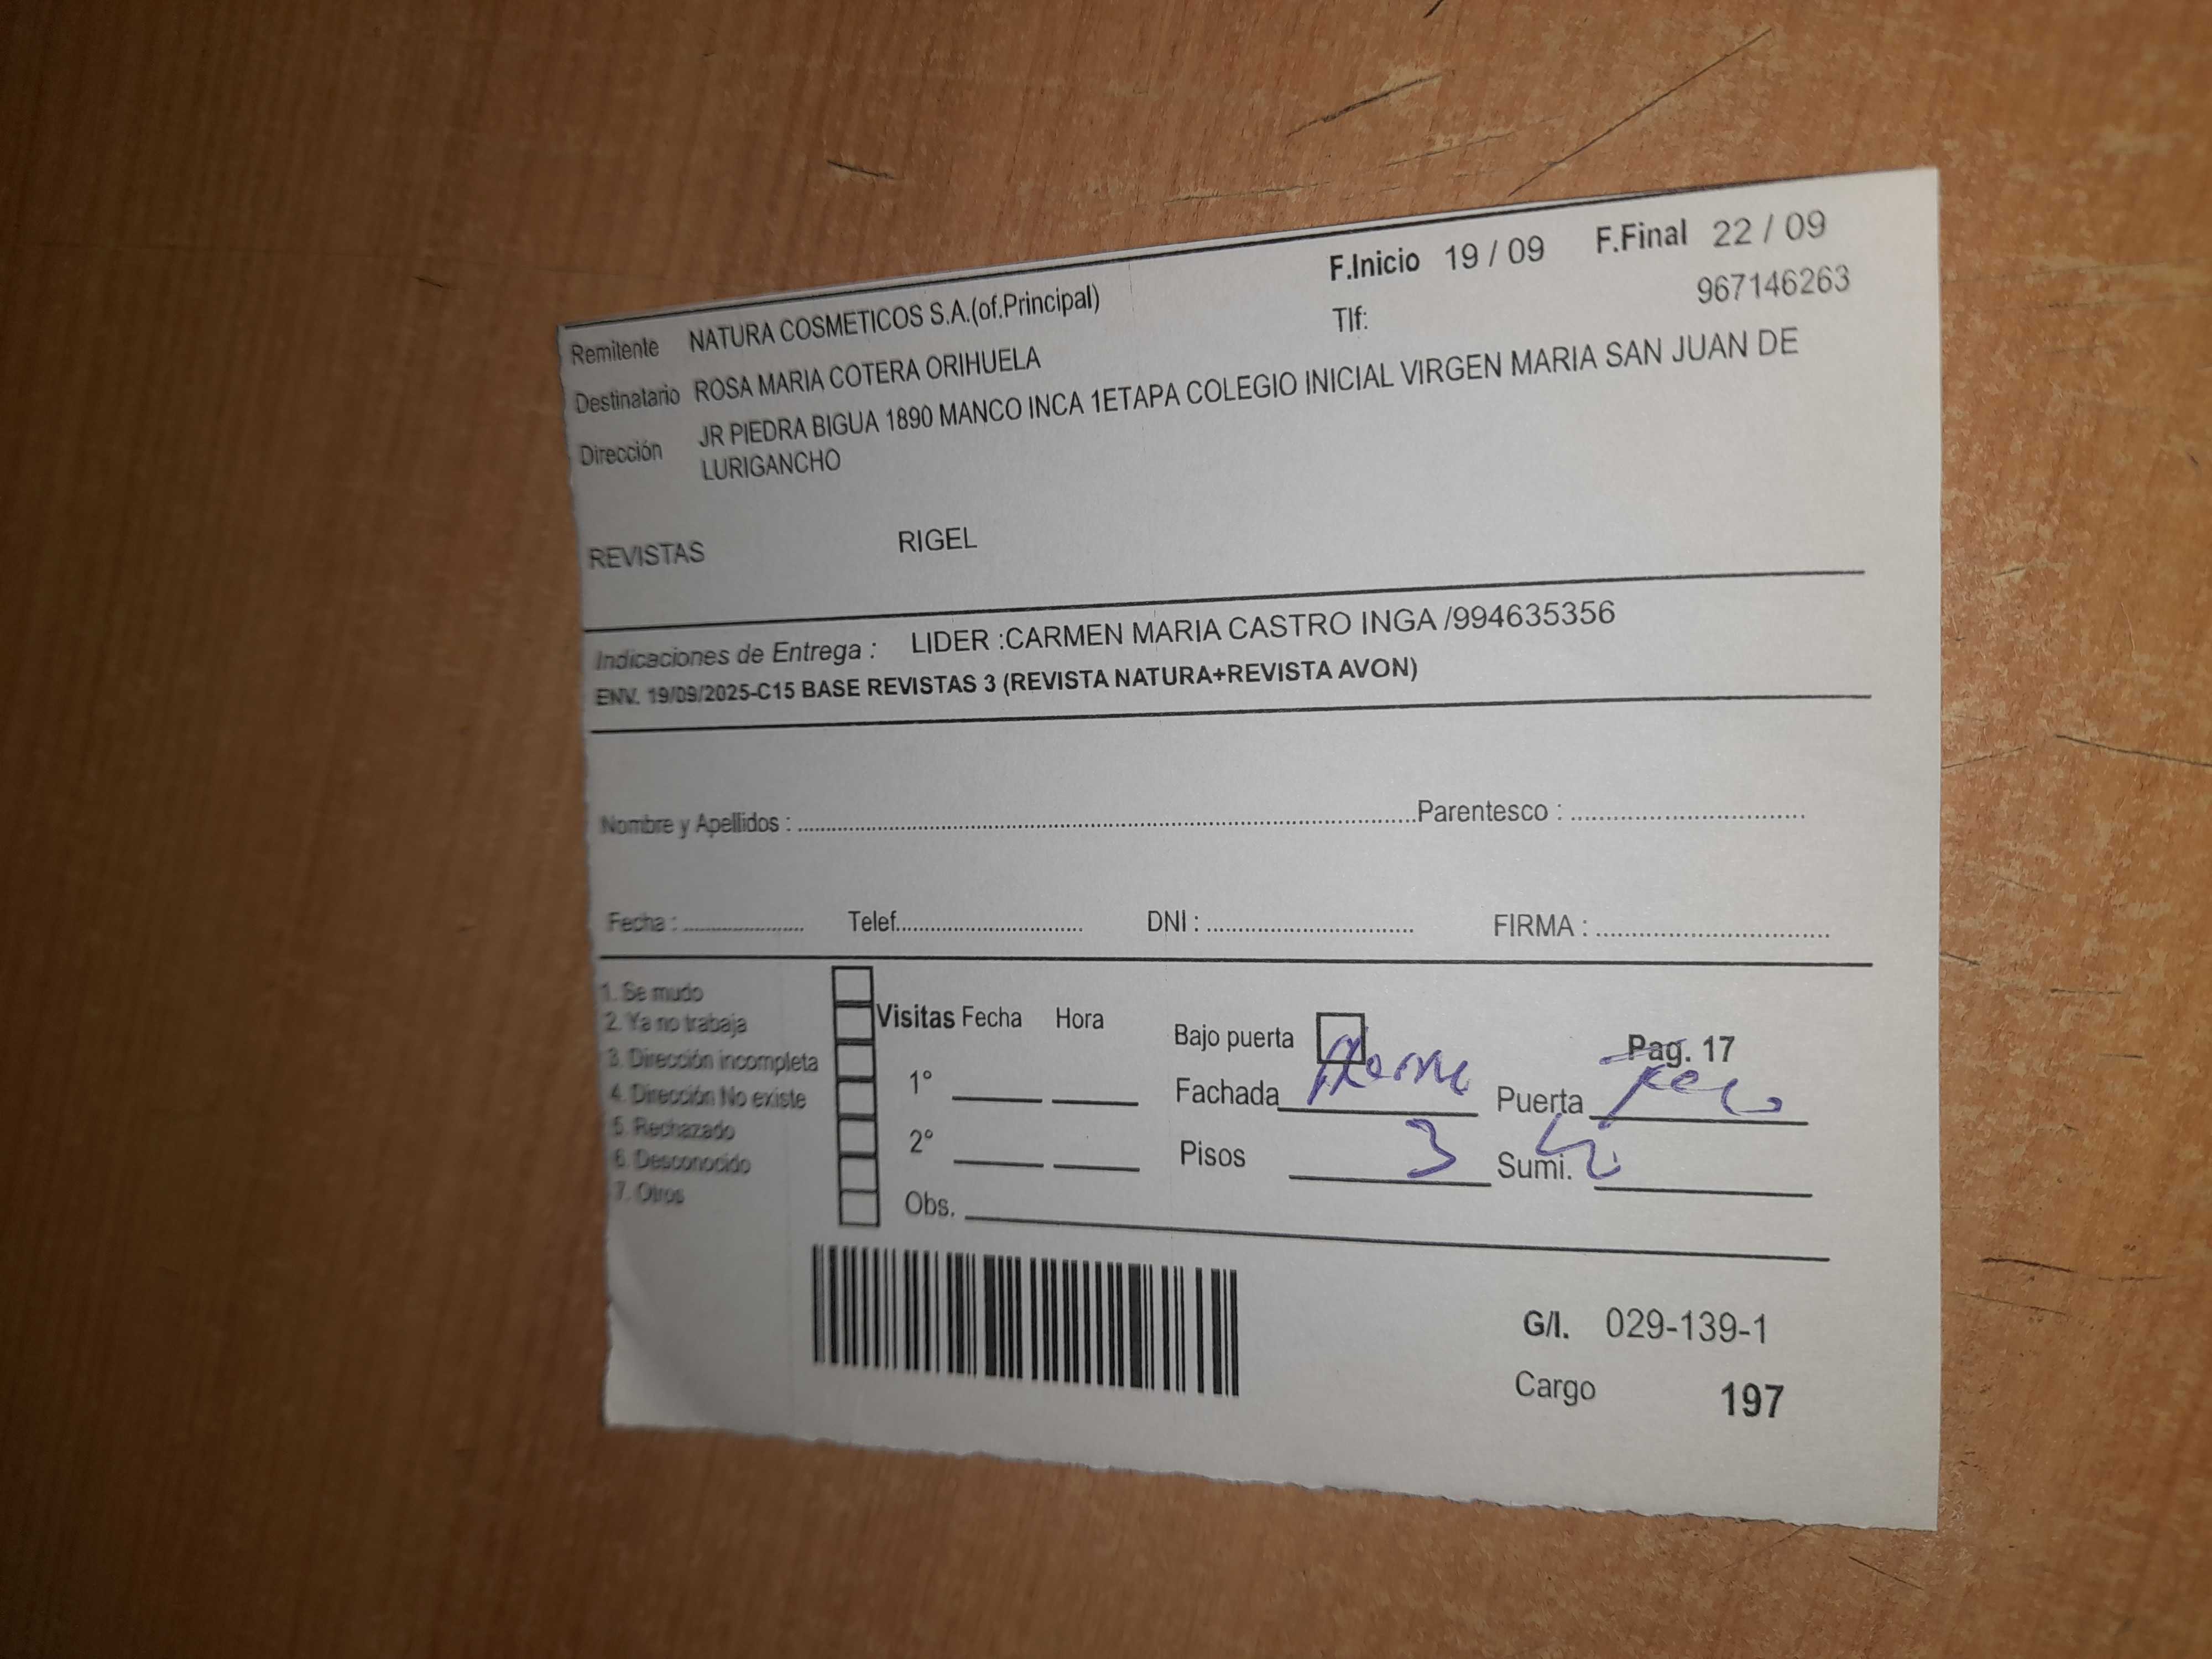 F.Inicio 19 / 09 F.Final 22 / 09
Remitente NATURA COSMETICOS S.A.(of.Principal) Tlf: 967146263
Destinatario ROSA MARIA COTERA ORIHUELA
Dirección JR PIEDRA BIGUA 1890 MANCO INCA 1ETAPA COLEGIO INICIAL VIRGEN MARIA SAN JUAN DE
LURIGANCHO
REVISTAS RIGEL
Indicaciones de Entrega : LIDER :CARMEN MARIA CASTRO INGA /994635356
ENV. 19/09/2025-C15 BASE REVISTAS 3 (REVISTA NATURA+REVISTA AVON)
Nombre y Apellidos : Parentesco :
Fecha : Telef. DNI : FIRMA :
1. Se mudo
2. Ya no trabaja
3. Dirección incompleta
4. Dirección No existe
5. Rechazado
6. Desconocido
7. Otros
Visitas Fecha Hora
1°
2°
Obs.
Bajo puerta Pag. 17
Fachada Puerta
Pisos 3 Sumi.
G/I. 029-139-1
Cargo 197